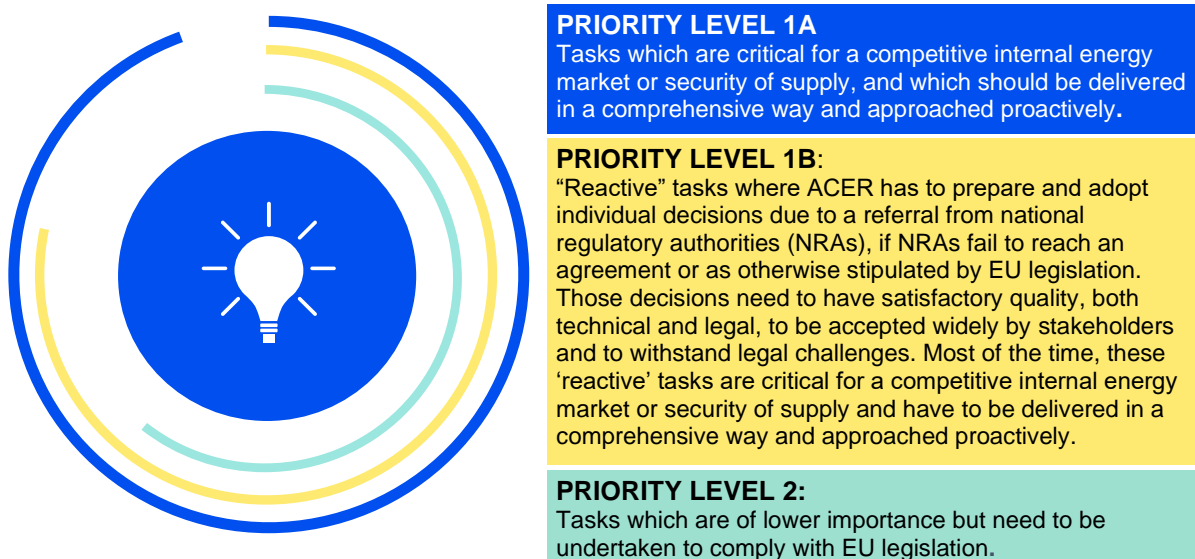 PRIORITY LEVEL 1A
Tasks which are critical for a competitive internal energy
market or security of supply, and which should be delivered
in a comprehensive way and approached proactively.
PRIORITY LEVEL 1B:
“Reactive” tasks where ACER has to prepare and adopt
individual decisions due to a referral from national
regulatory authorities (NRAs), if NRAs fail to reach an
agreement or as otherwise stipulated by EU legislation.
Those decisions need to have satisfactory quality, both
technical and legal, to be accepted widely by stakeholders
and to withstand legal challenges. Most of the time, these
‘reactive’ tasks are critical for a competitive internal energy
market or security of supply and have to be delivered in a
comprehensive way and approached proactively.
PRIORITY LEVEL 2:
Tasks which are of lower importance but need to be
undertaken to comply with EU legislation.